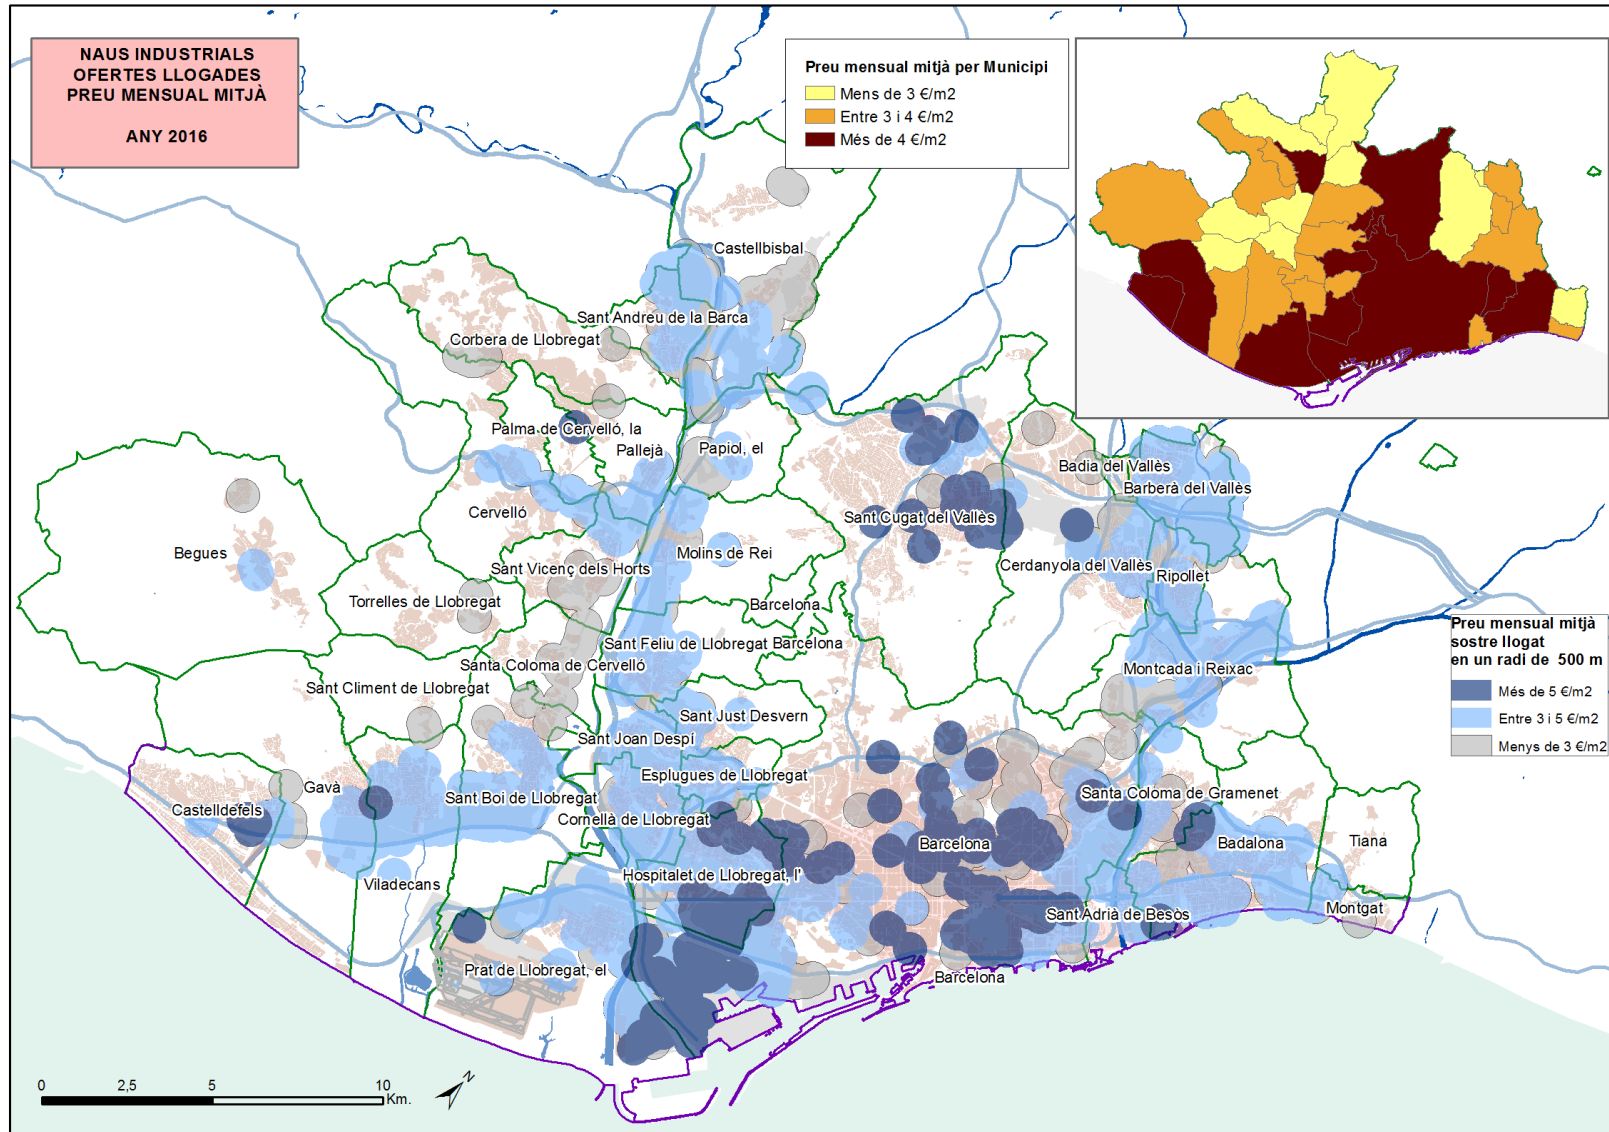 NAUS INDUSTRIALS
OFERTES LLOGADES
PREU MENSUAL MITJÀ
ANY 2016
Preu mensual mitjà per Municipi
Mens de 3 €/m2
Entre 3 i 4 €/m2
Més de 4 €/m2
Castellbisbal
Sant Andreu de la Barca
Corbera de Llobregat
Palma de Cervelló, la
Pallejà
Papiol, el
Badia del Vallès
Barberà del Vallès
Cervelló
Sant Cugat del Vallès
Begues
Molins de Rei
Sant Vicenç dels Horts
Cerdanyola del Vallès
Ripollet
Torrelles de Llobregat
Barcelona
Sant Feliu de Llobregat
Barcelona
Santa Coloma de Cervelló
Montcada i Reixac
Sant Climent de Llobregat
Sant Just Desvern
Sant Joan Despí
Esplugues de Llobregat
Gavà
Castelldefels
Sant Boi de Llobregat
Santa Coloma de Gramenet
Cornellà de Llobregat
Barcelona
Badalona
Tiana
Hospitalet de Llobregat, l'
Viladecans
Sant Adrià de Besòs
Montgat
Prat de Llobregat, el
Barcelona
Preu mensual mitjà
sostre llogat
en un radi de 500 m
Més de 5 €/m2
Entre 3 i 5 €/m2
Menys de 3 €/m2
0 2,5 5 10
Km.
N